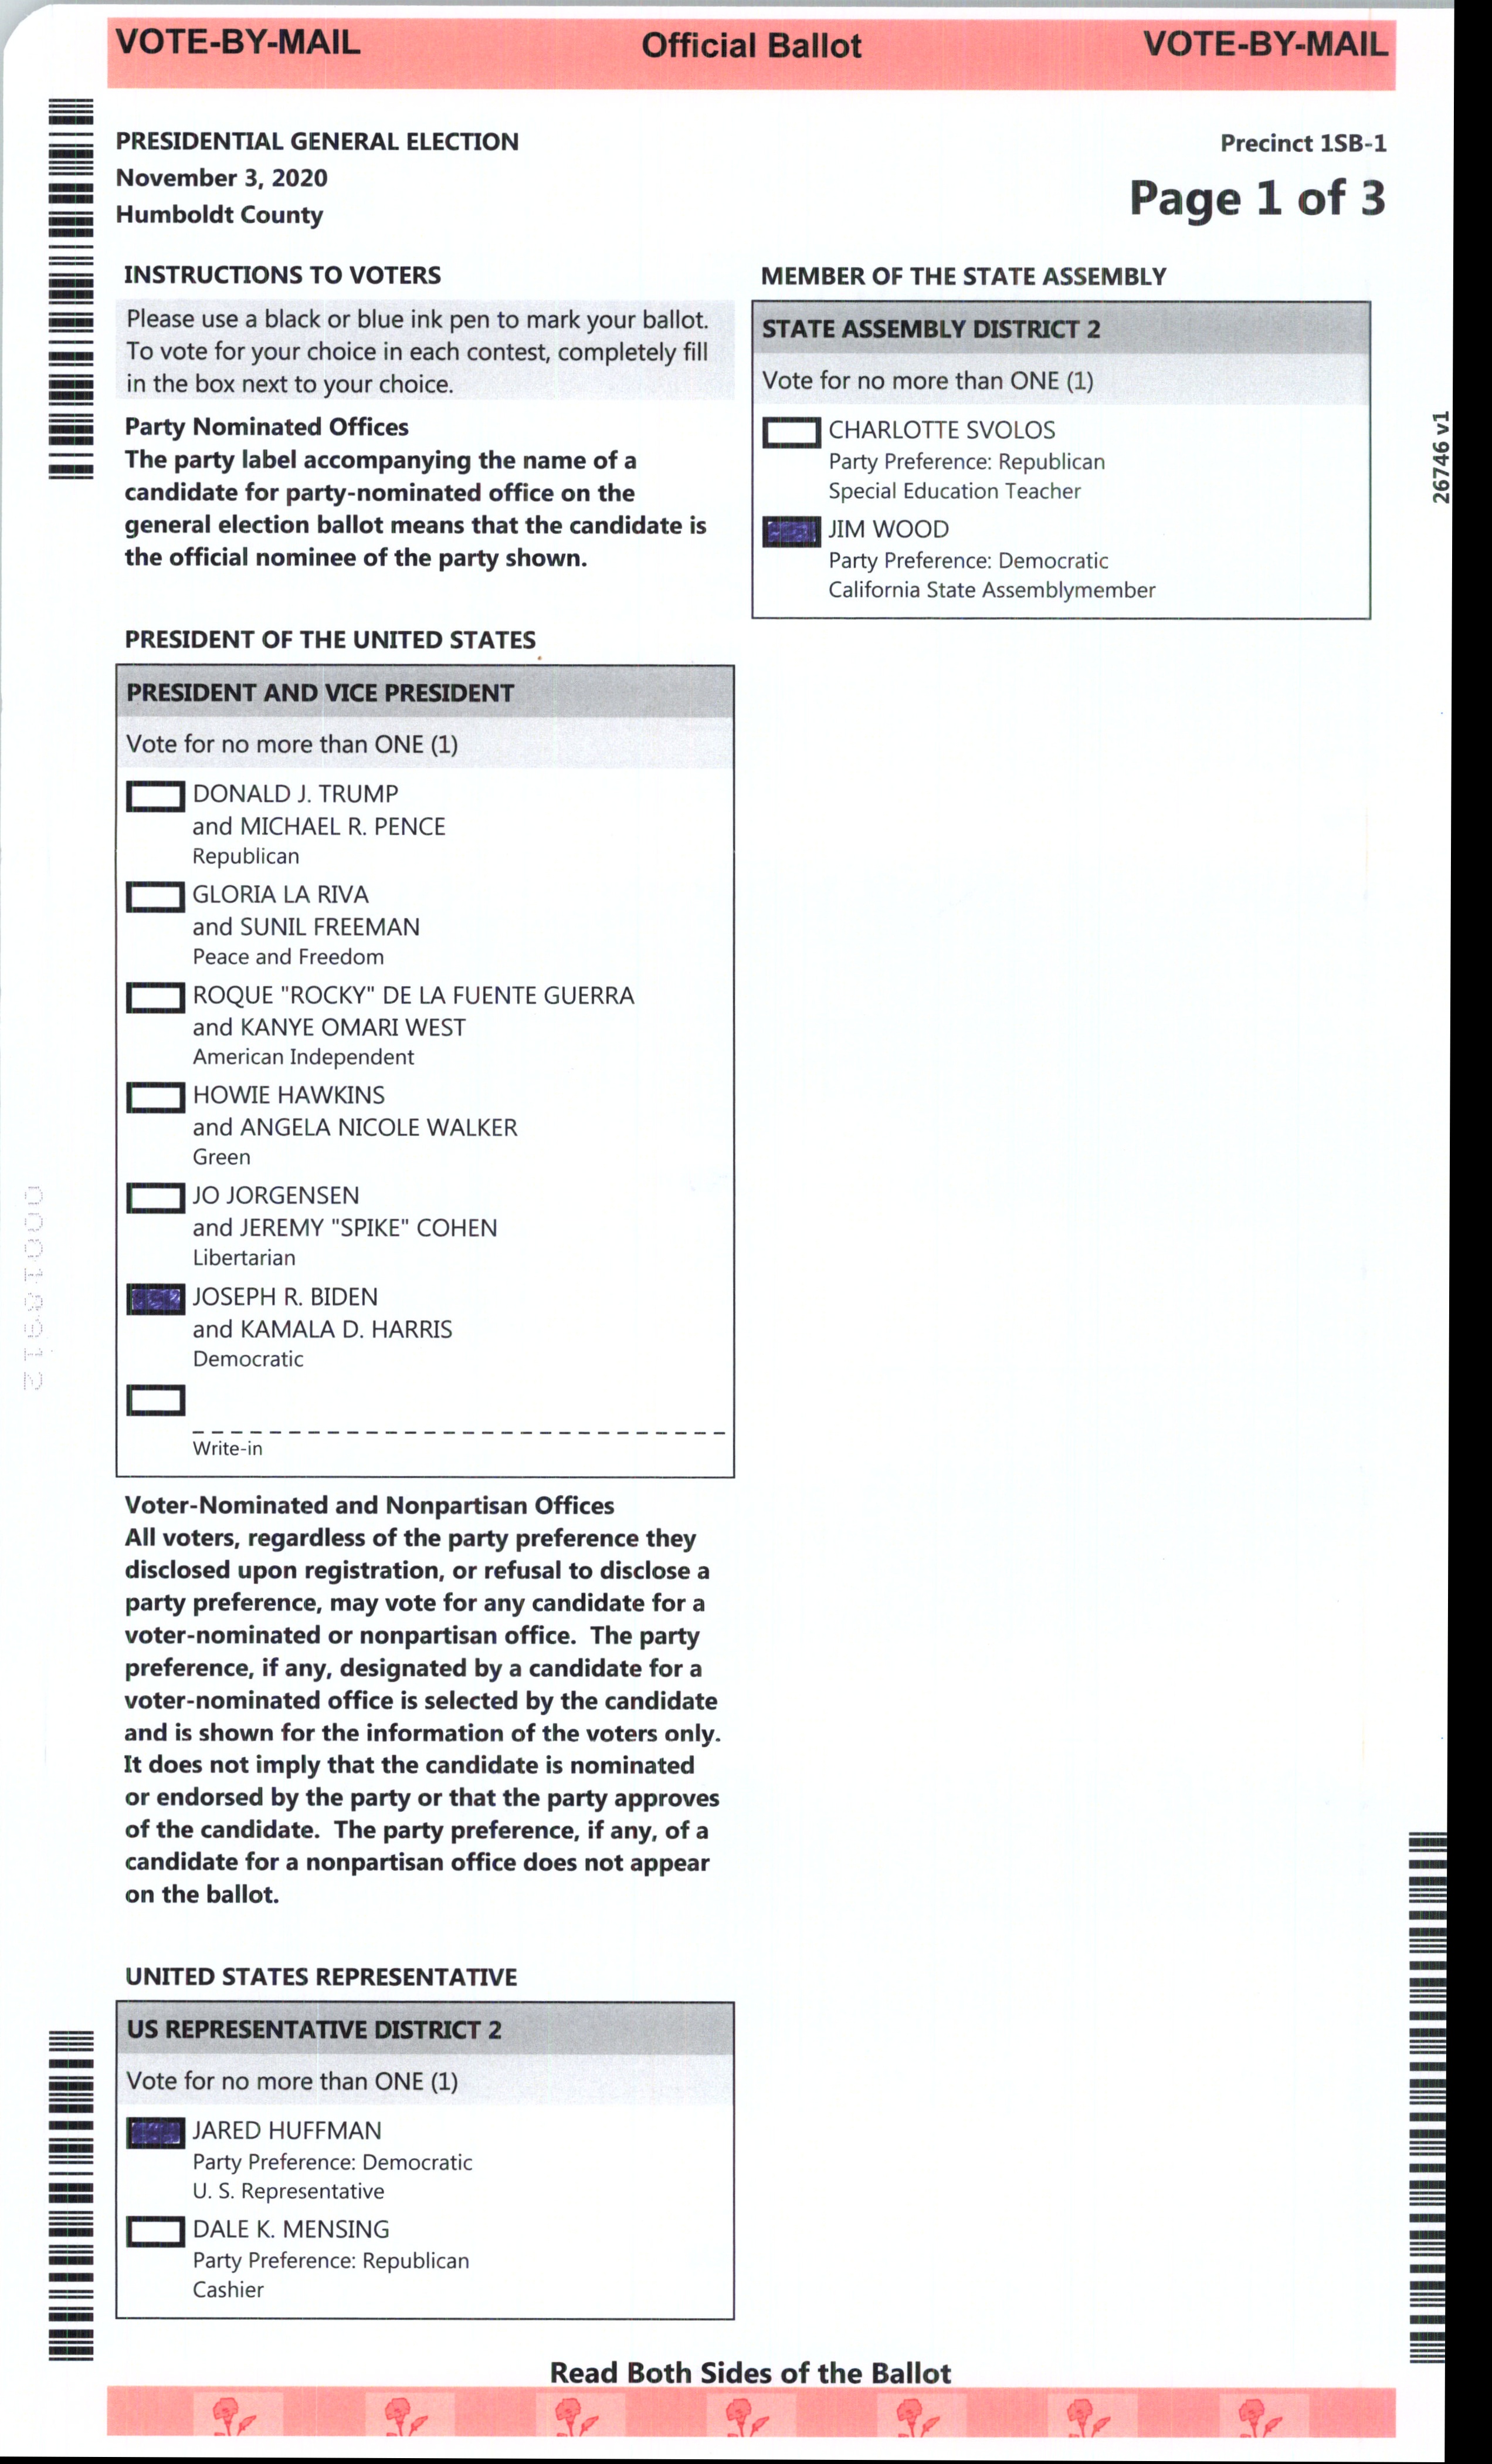 VOTE-BY-MAIL Official Ballot VOTE-BY-MAIL
PRESIDENTIAL GENERAL ELECTION
November 3, 2020
Humboldt County
Precinct 1SB-1
Page 1 of 3
INSTRUCTIONS TO VOTERS
Please use a black or blue ink pen to mark your ballot.
To vote for your choice in each contest, completely fill
in the box next to your choice.
Party Nominated Offices
The party label accompanying the name of a
candidate for party-nominated office on the
general election ballot means that the candidate is
the official nominee of the party shown.
PRESIDENT OF THE UNITED STATES
PRESIDENT AND VICE PRESIDENT
Vote for no more than ONE (1)
DONALD J. TRUMP
and MICHAEL R. PENCE
Republican
GLORIA LA RIVA
and SUNIL FREEMAN
Peace and Freedom
ROQUE "ROCKY" DE LA FUENTE GUERRA
and KANYE OMARI WEST
American Independent
HOWIE HAWKINS
and ANGELA NICOLE WALKER
Green
JO JORGENSEN
and JEREMY "SPIKE" COHEN
Libertarian
JOSEPH R. BIDEN
and KAMALA D. HARRIS
Democratic
Write-in
Voter-Nominated and Nonpartisan Offices
All voters, regardless of the party preference they
disclosed upon registration, or refusal to disclose a
party preference, may vote for any candidate for a
voter-nominated or nonpartisan office. The party
preference, if any, designated by a candidate for a
voter-nominated office is selected by the candidate
and is shown for the information of the voters only.
It does not imply that the candidate is nominated
or endorsed by the party or that the party approves
of the candidate. The party preference, if any, of a
candidate for a nonpartisan office does not appear
on the ballot.
UNITED STATES REPRESENTATIVE
US REPRESENTATIVE DISTRICT 2
Vote for no more than ONE (1)
JARED HUFFMAN
Party Preference: Democratic
U. S. Representative
DALE K. MENSING
Party Preference: Republican
Cashier
MEMBER OF THE STATE ASSEMBLY
STATE ASSEMBLY DISTRICT 2
Vote for no more than ONE (1)
CHARLOTTE SVOLOS
Party Preference: Republican
Special Education Teacher
JIM WOOD
Party Preference: Democratic
California State Assemblymember
26746 v1
Read Both Sides of the Ballot